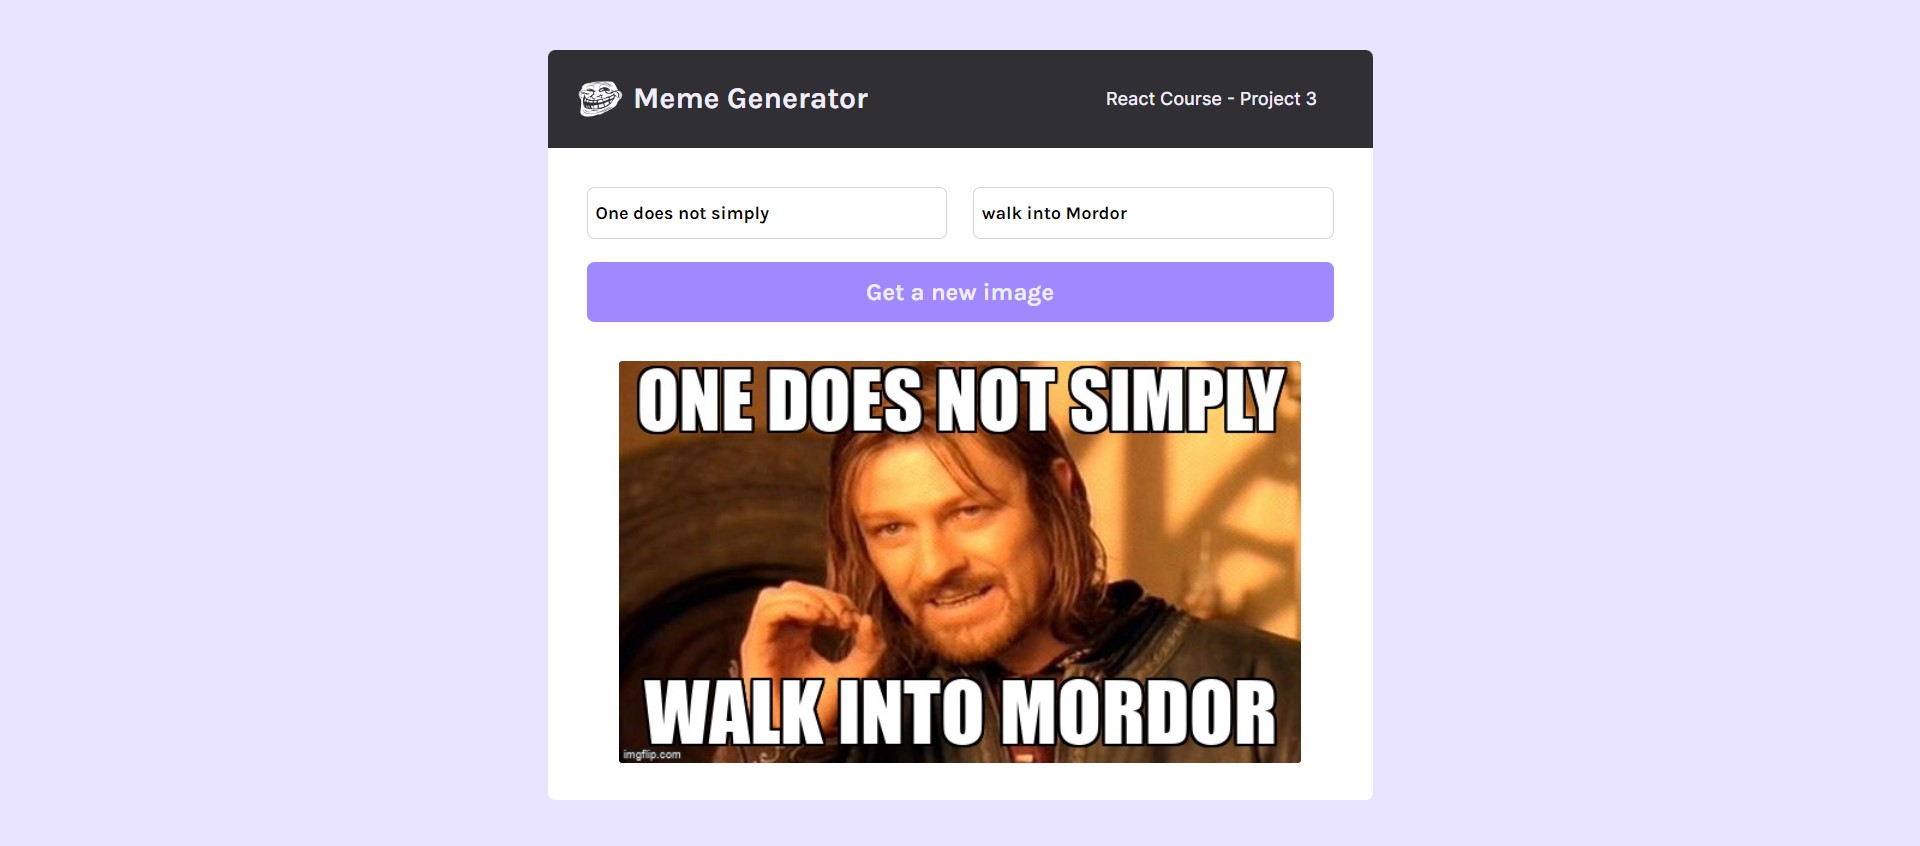 Meme Generator
React Course - Project 3
One does not simply
walk into Mordor
Get a new image
ONE DOES NOT SIMPLY
WALK INTO MORDOR
imgflip.com